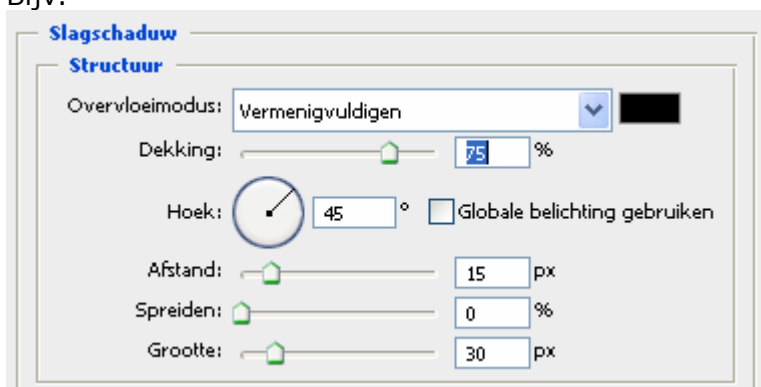 Bijv.
Slagschaduw
Structuur
Overvloeimodus: Vermenigvuldigen
Dekking: 75 %
Hoek: 45 ° Globale belichting gebruiken
Afstand: 15 px
Spreiden: 0 %
Grootte: 30 px